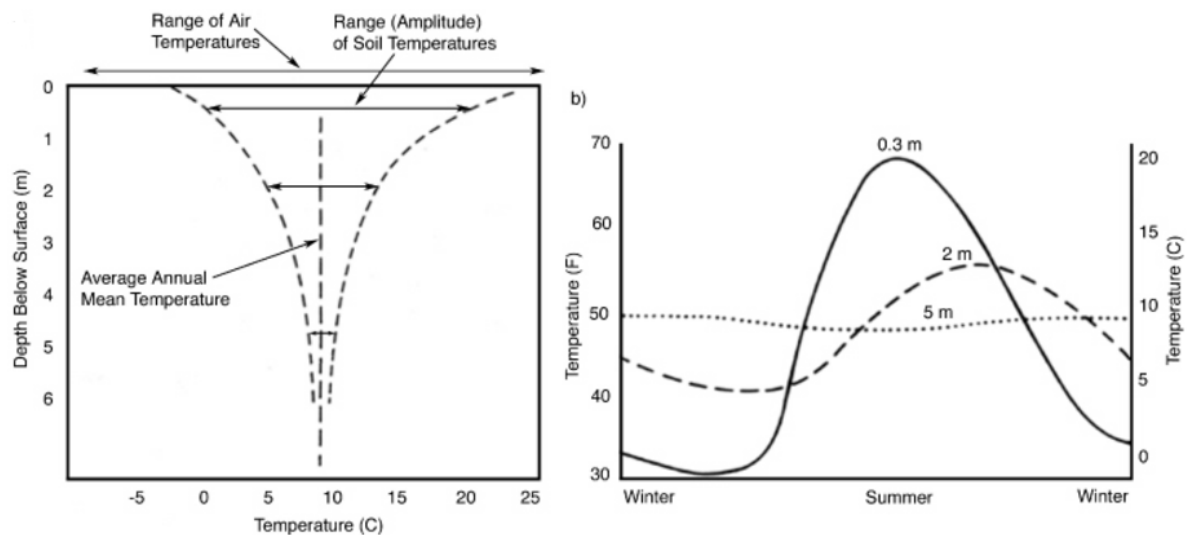 Range of Air
Temperatures
Range (Amplitude)
of Soil Temperatures
0
1
2
3
4
5
6
Depth Below Surface (m)
Average Annual
Mean Temperature
-5
0
5
10
15
20
25
Temperature (C)
b)
70
60
50
40
30
Temperature (F)
0.3 m
2 m
5 m
20
15
10
5
0
Temperature (C)
Winter
Summer
Winter